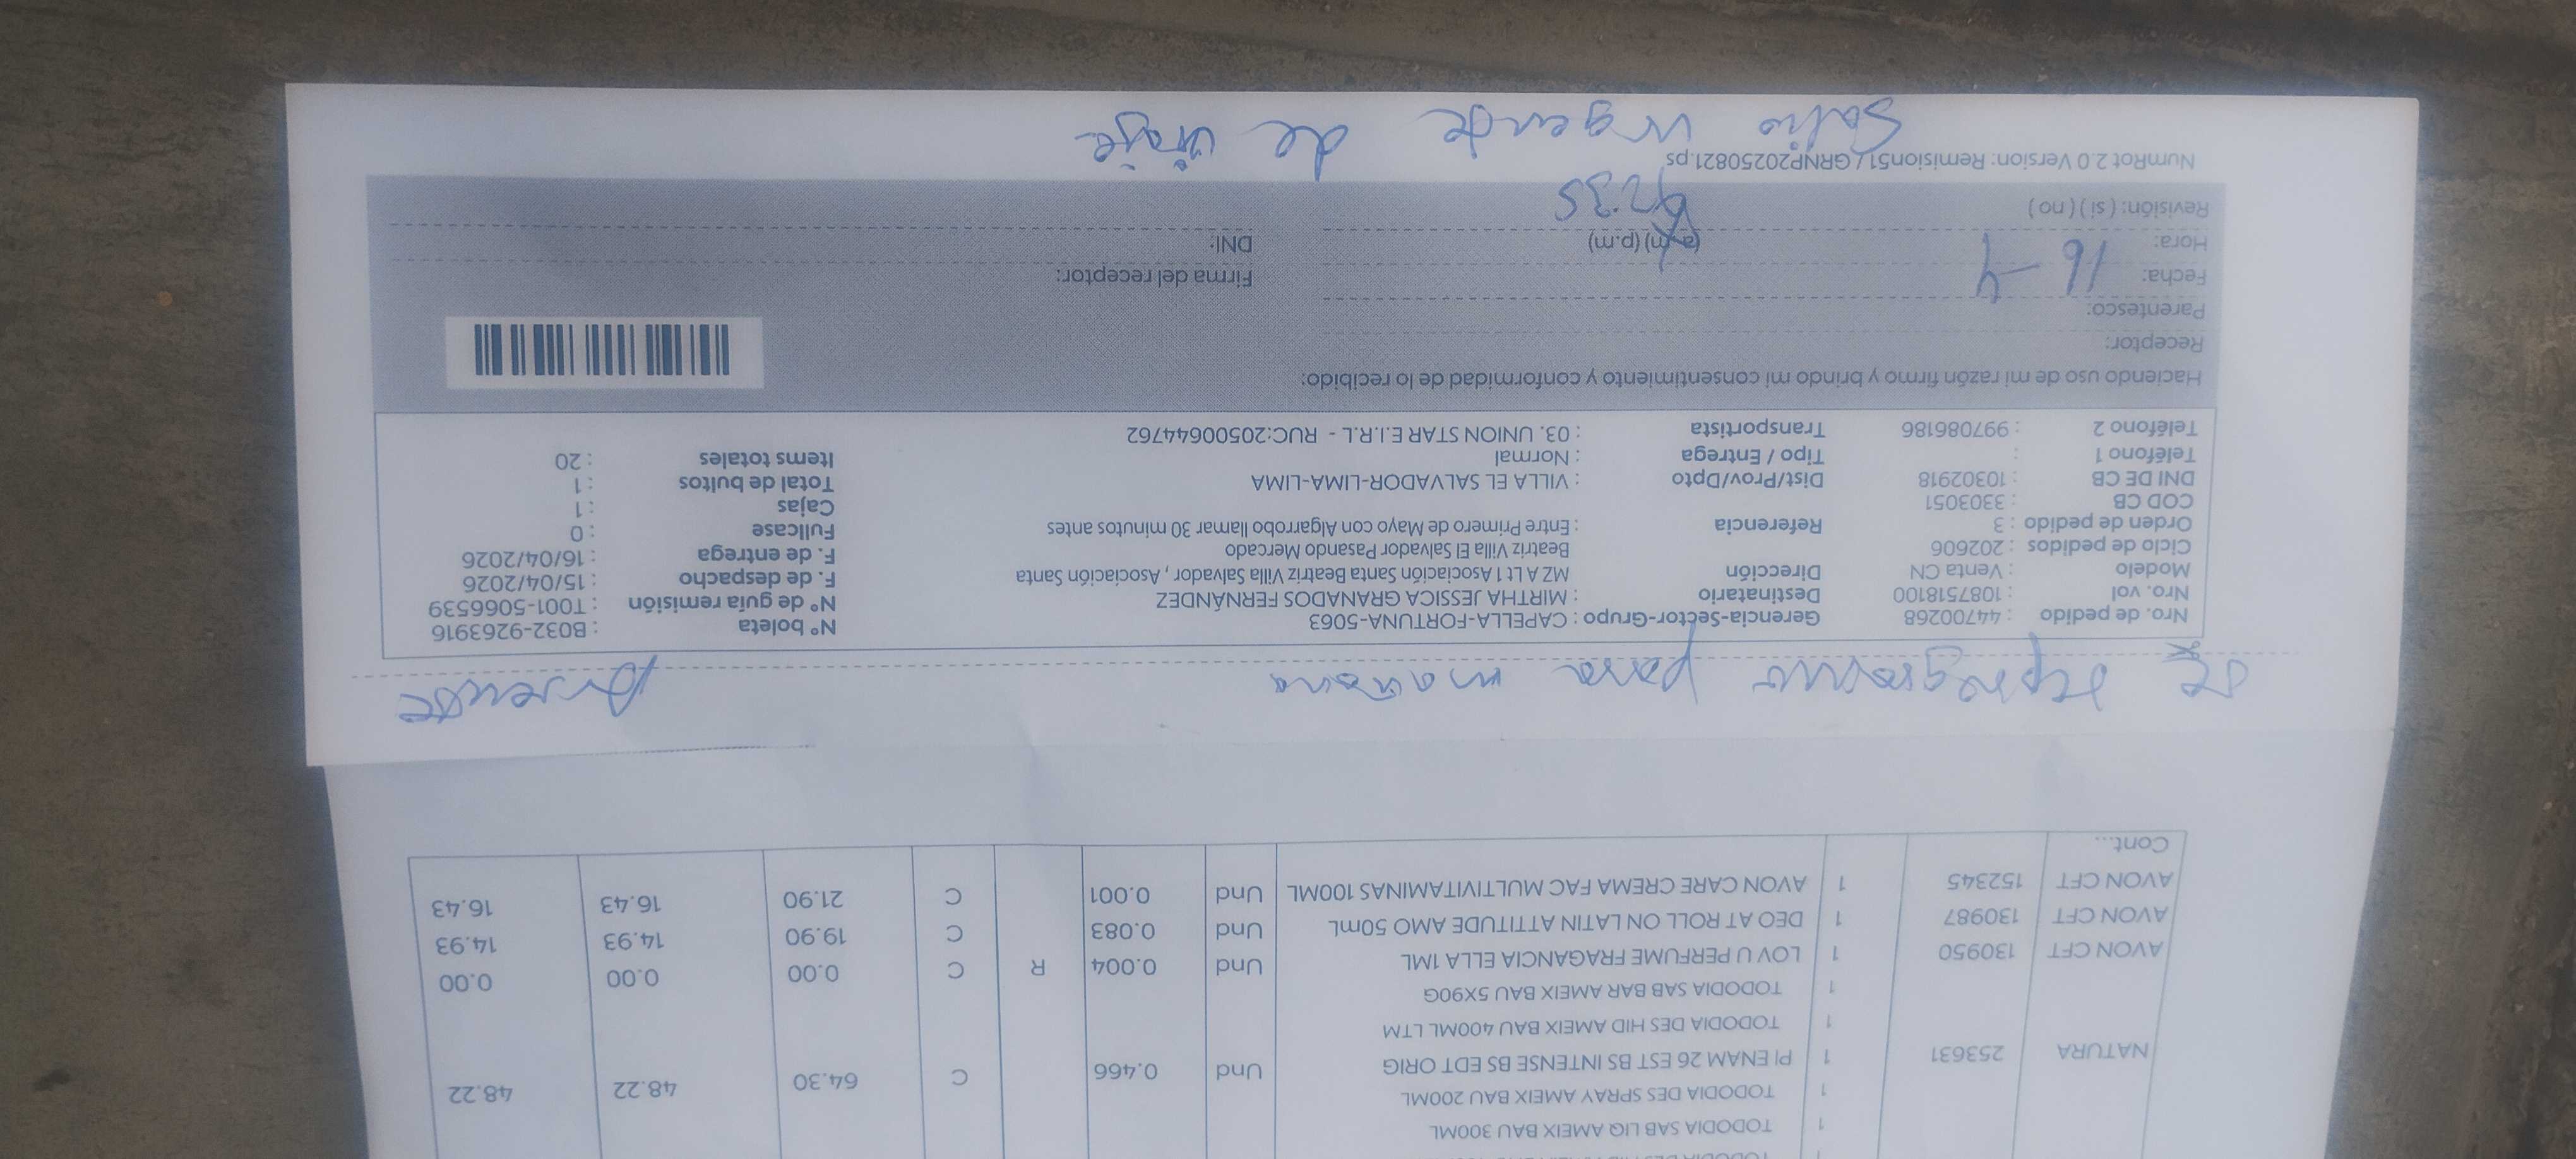 TODODIA SAB LIQ AMEIX BAU 300ML 1
TODODIA DES SPRAY AMEIX BAU 200ML 1
NATURA 253631 1 PI ENAM 26 EST BS INTENSE BS EDT ORIG Und 0.466 C 64.30 48.22 48.22
1 TODODIA DES HID AMEIX BAU 400ML LTM
1 TODODIA SAB BAR AMEIX BAU 5X90G
AVON CFT 130950 1 LOV U PERFUME FRAGANCIA ELLA 1ML Und 0.004 R C 0.00 0.00 0.00
AVON CFT 130987 1 DEO AT ROLL ON LATIN ATTITUDE AMO 50mL Und 0.083 C 19.90 14.93 14.93
AVON CFT 152345 1 AVON CARE CREMA FAC MULTIVITAMINAS 100ML Und 0.001 C 21.90 16.43 16.43
Cont...
se reprogramo para mañana
Nro. de pedido : 44700268 Gerencia-Sector-Grupo : CAPELLA-FORTUNA-5063 N° boleta : B032-9263916
Nro. vol : 1087518100 Destinatario : MIRTHA JESSICA GRANADOS FERNÁNDEZ N° de guía remisión : T001-5066539
Modelo : Venta CN Dirección MZ A Lt 1 Asociación Santa Beatriz Villa Salvador , Asociación Santa F. de despacho : 15/04/2026
Ciclo de pedidos : 202606 Beatriz Villa El Salvador Pasando Mercado F. de entrega : 16/04/2026
Orden de pedido : 3 Referencia : Entre Primero de Mayo con Algarrobo llamar 30 minutos antes Fullcase : 0
COD CB : 3303051 Cajas : 1
DNI DE CB : 10302918 Dist/Prov/Dpto : VILLA EL SALVADOR-LIMA-LIMA Total de bultos : 1
Teléfono 1 : Tipo / Entrega : Normal Items totales : 20
Teléfono 2 : 997086186 Transportista : 03. UNION STAR E.I.R.L - RUC:20500644762
Haciendo uso de mi razón firmo y brindo mi consentimiento y conformidad de lo recibido:
Receptor:
Parentesco:
Fecha: 16-4 Firma del receptor:
Hora: (a.m) (p.m) DNI:
Revisión: ( si ) ( no )
NumRot 2.0 Version: Remision51 / GRNP20250821.ps
Salio urgente de viaje